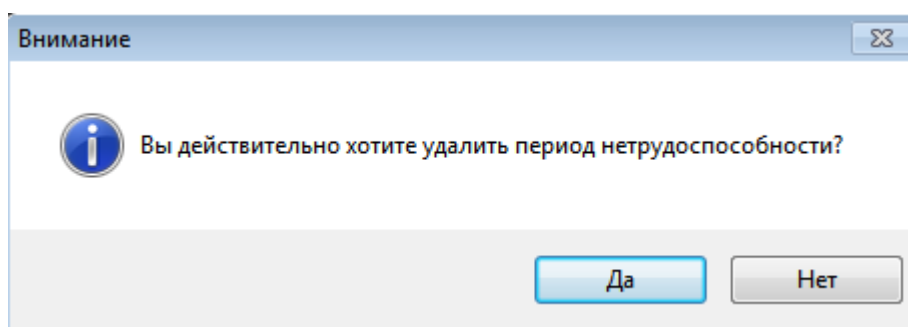 Внимание
Вы действительно хотите удалить период нетрудоспособности?
Да
Нет